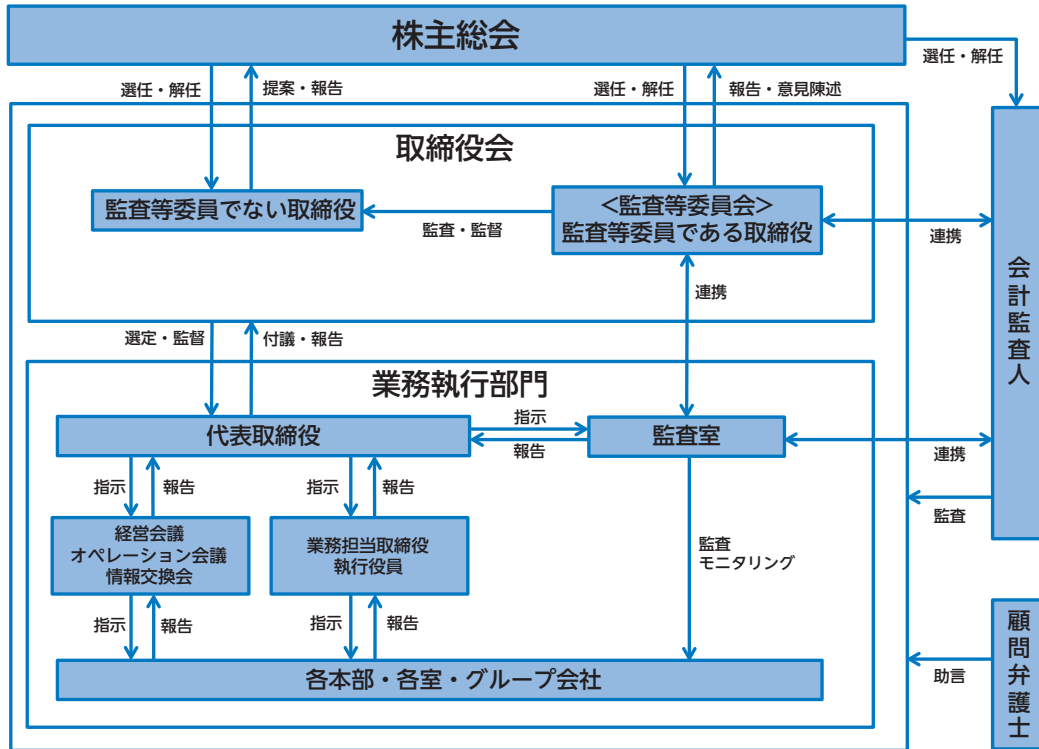 株主総会
選任・解任
提案・報告
選任・解任
報告・意見陳述
選任・解任
取締役会
監査等委員でない取締役
監査・監督
<監査等委員会>
監査等委員である取締役
連携
連携
会計監査人
選定・監督
付議・報告
業務執行部門
代表取締役
指示
報告
監査室
連携
指示
報告
指示
報告
監査
経営会議
オペレーション会議
情報交換会
業務担当取締役
執行役員
監査
モニタリング
指示
報告
指示
報告
各本部・各室・グループ会社
助言
顧問弁護士